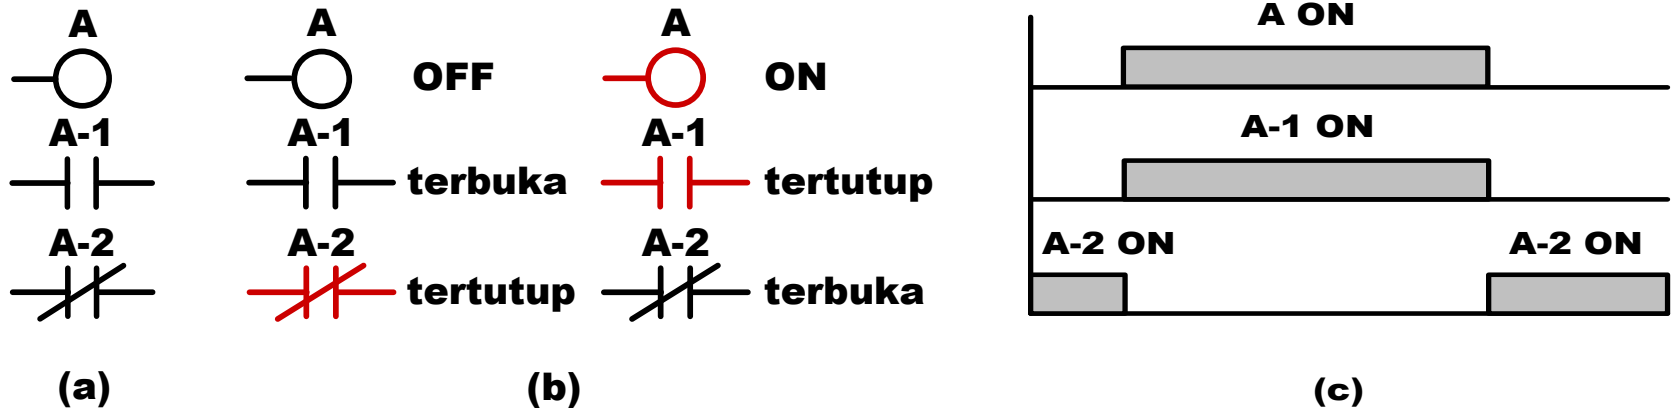 A
A
A
A ON
OFF
ON
A-1
A-1
A-1
A-1 ON
terbuka
tertutup
A-2
A-2
A-2
A-2 ON
A-2 ON
tertutup
terbuka
(a)
(b)
(c)